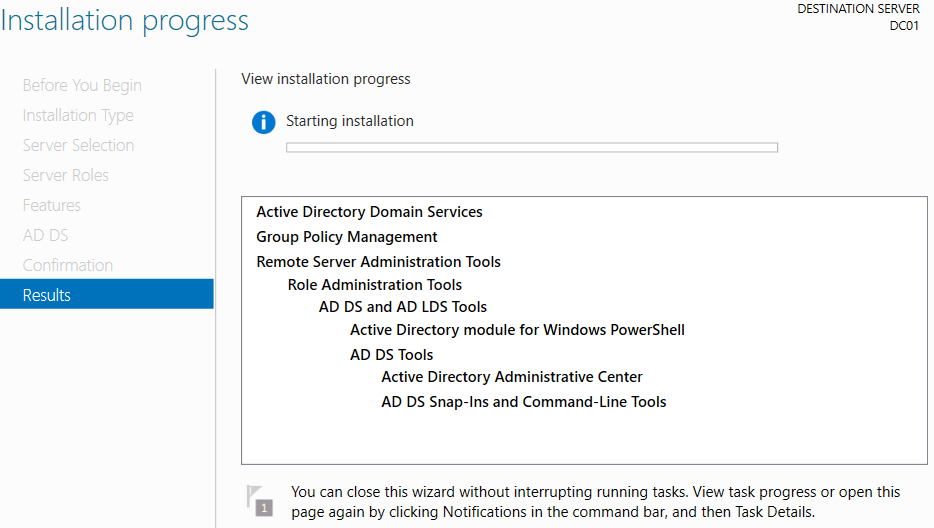 Installation progress
DESTINATION SERVER
DC01
Before You Begin
Installation Type
Server Selection
Server Roles
Features
AD DS
Confirmation
Results
View installation progress
Starting installation
Active Directory Domain Services
Group Policy Management
Remote Server Administration Tools
Role Administration Tools
AD DS and AD LDS Tools
Active Directory module for Windows PowerShell
AD DS Tools
Active Directory Administrative Center
AD DS Snap-Ins and Command-Line Tools
1
You can close this wizard without interrupting running tasks. View task progress or open this
page again by clicking Notifications in the command bar, and then Task Details.